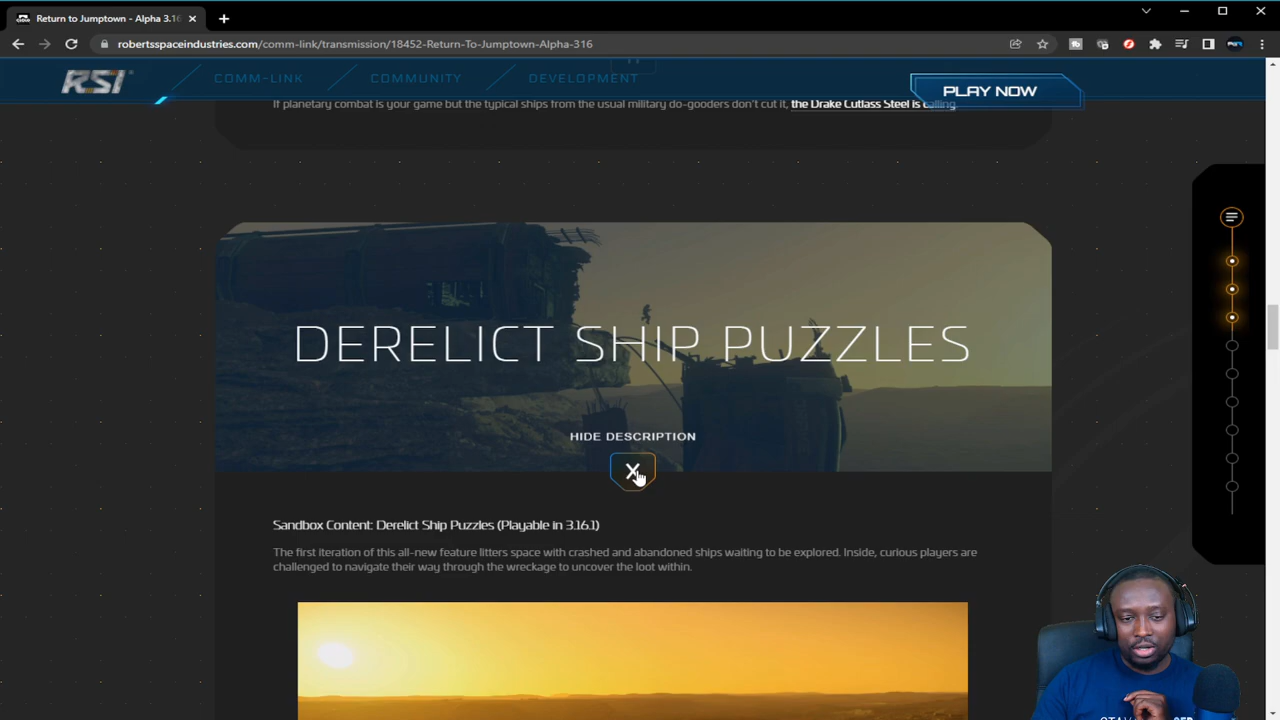 Return to Jumptown - Alpha 3.16
robertsspaceindustries.com/comm-link/transmission/18452-Return-To-Jumptown-Alpha-316
RSI
COMM-LINK
COMMUNITY
DEVELOPMENT
PLAY NOW
If planetary combat is your game but the typical ships from the usual military do-gooders don't cut it, the Drake Cutlass Steel is calling.
DERELICT SHIP PUZZLES
HIDE DESCRIPTION
X
Sandbox Content: Derelict Ship Puzzles (Playable in 3.16.1)
The first iteration of this all-new feature litters space with crashed and abandoned ships waiting to be explored. Inside, curious players are
challenged to navigate their way through the wreckage to uncover the loot within.